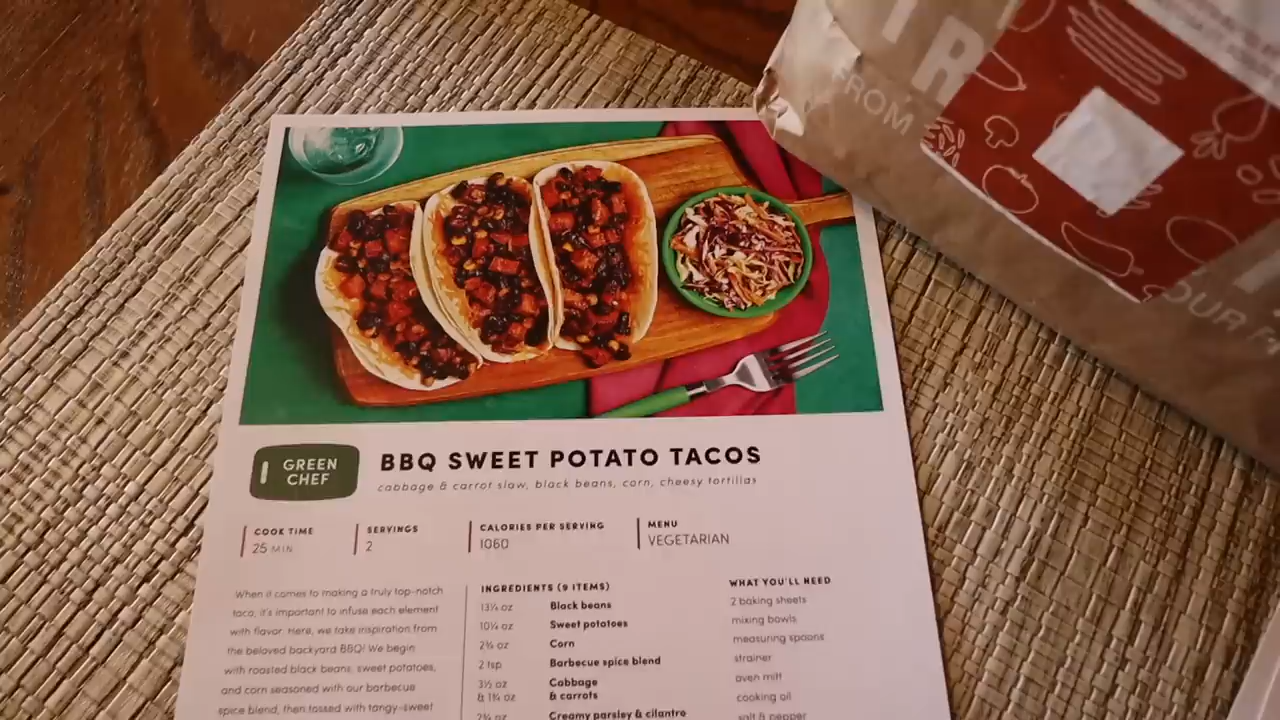 R
FROM
OUR
GREEN
CHEF
BBQ SWEET POTATO TACOS
cabbage & carrot slaw, black beans, corn, cheesy tortillas
COOK TIME
25 MIN
SERVINGS
2
CALORIES PER SERVING
1060
MENU
VEGETARIAN
When it comes to making a truly top-notch
taco, it's important to infuse each element
with flavor. Here, we take inspiration from
the beloved backyard BBQ! We begin
with roasted black beans, sweet potatoes,
and corn seasoned with our barbecue
spice blend, then tossed with tangy-sweet
INGREDIENTS (9 ITEMS)
13¼ oz Black beans
10¼ oz Sweet potatoes
Corn
2 tsp Barbecue spice blend
3½ oz Cabbage
& 1¼ oz & carrots
Creamy parsley & cilantro
WHAT YOU'LL NEED
2 baking sheets
mixing bowls
measuring spoons
strainer
oven mitt
cooking oil
salt & pepper